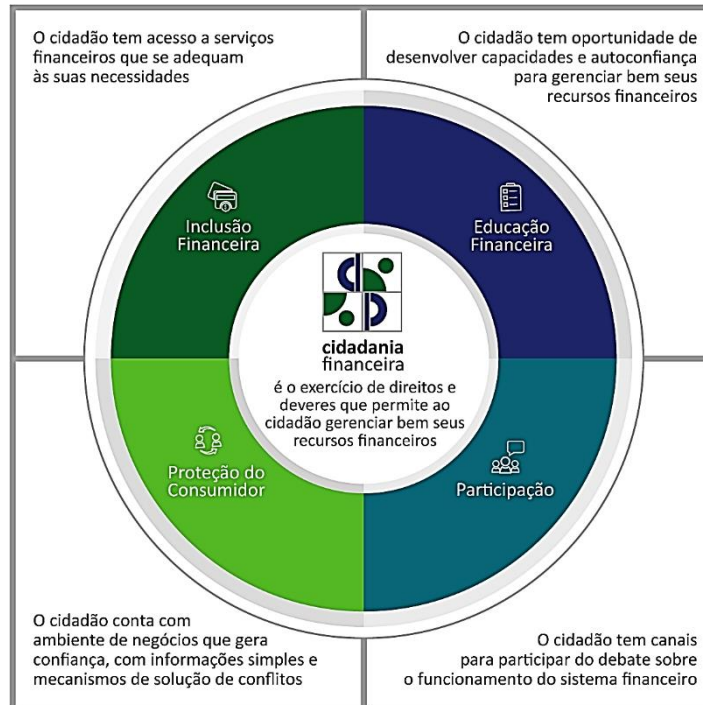 O cidadão tem acesso a serviços
financeiros que se adequam
às suas necessidades
O cidadão tem oportunidade de
desenvolver capacidades e autoconfiança
para gerenciar bem seus
recursos financeiros
Inclusão
Financeira
Educação
Financeira
cidadania
financeira
é o exercício de direitos e
deveres que permite ao
cidadão gerenciar bem seus
recursos financeiros
Proteção do
Consumidor
Participação
O cidadão conta com
ambiente de negócios que gera
confiança, com informações simples e
mecanismos de solução de conflitos
O cidadão tem canais
para participar do debate sobre
o funcionamento do sistema financeiro